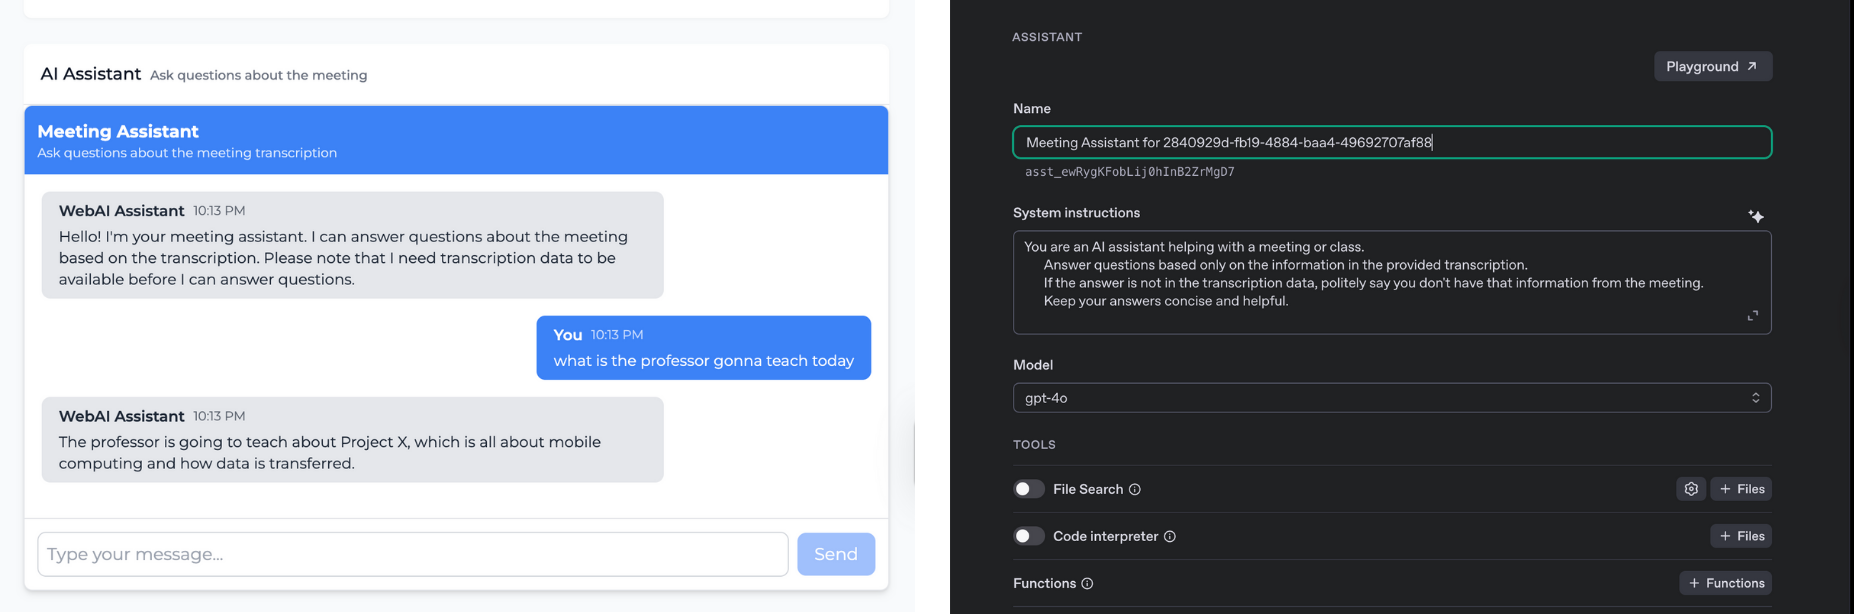 AI Assistant Ask questions about the meeting
Meeting Assistant
Ask questions about the meeting transcription
WebAI Assistant 10:13 PM
Hello! I'm your meeting assistant. I can answer questions about the meeting
based on the transcription. Please note that I need transcription data to be
available before I can answer questions.
You 10:13 PM
what is the professor gonna teach today
WebAI Assistant 10:13 PM
The professor is going to teach about Project X, which is all about mobile
computing and how data is transferred.
Type your message...
Send
ASSISTANT
Playground
Name
Meeting Assistant for 2840929d-fb19-4884-baa4-49692707af88
asst_ewRygKFobLij0hInB2ZrMgD7
System instructions
You are an AI assistant helping with a meeting or class.
Answer questions based only on the information in the provided transcription.
If the answer is not in the transcription data, politely say you don't have that information from the meeting.
Keep your answers concise and helpful.
Model
gpt-4o
TOOLS
File Search
+ Files
Code interpreter
+ Files
Functions
+ Functions